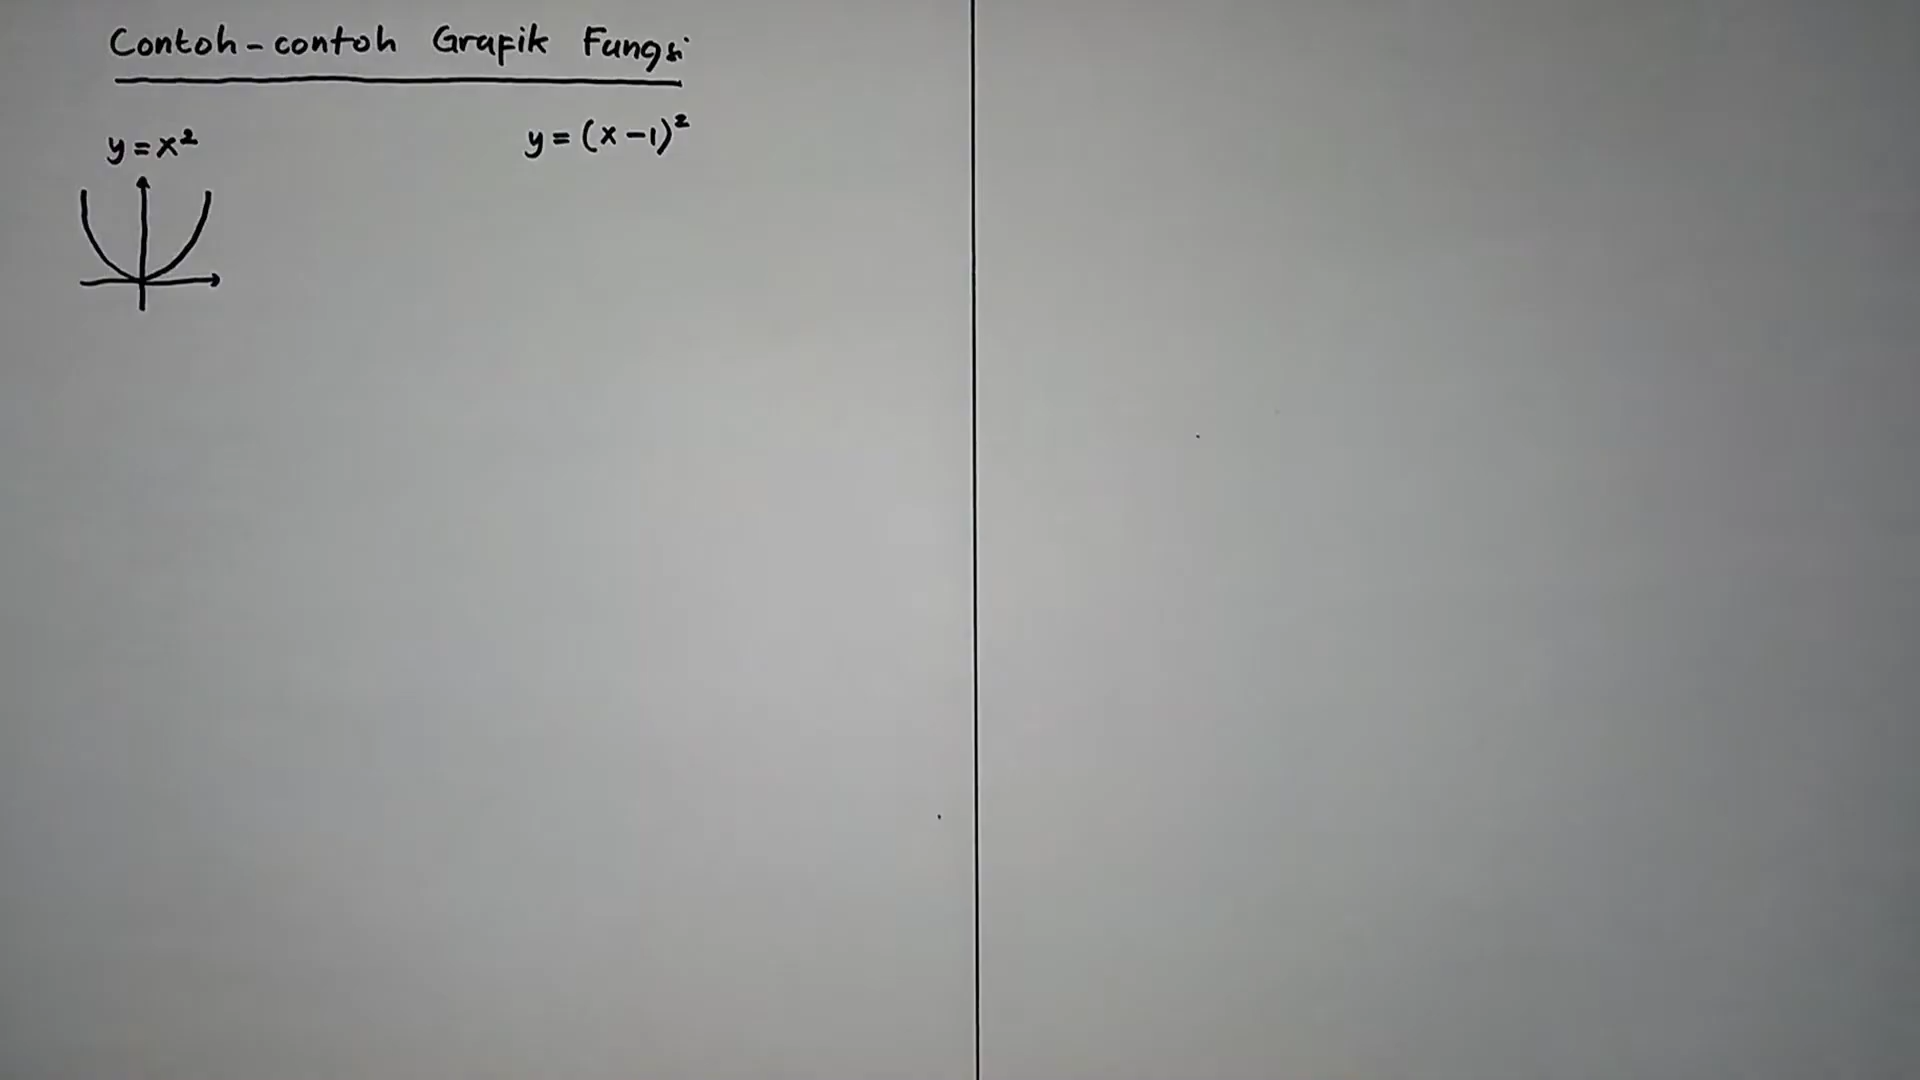 Contoh-contoh Grafik Fungsi
y = x²
y = (x – 1)²